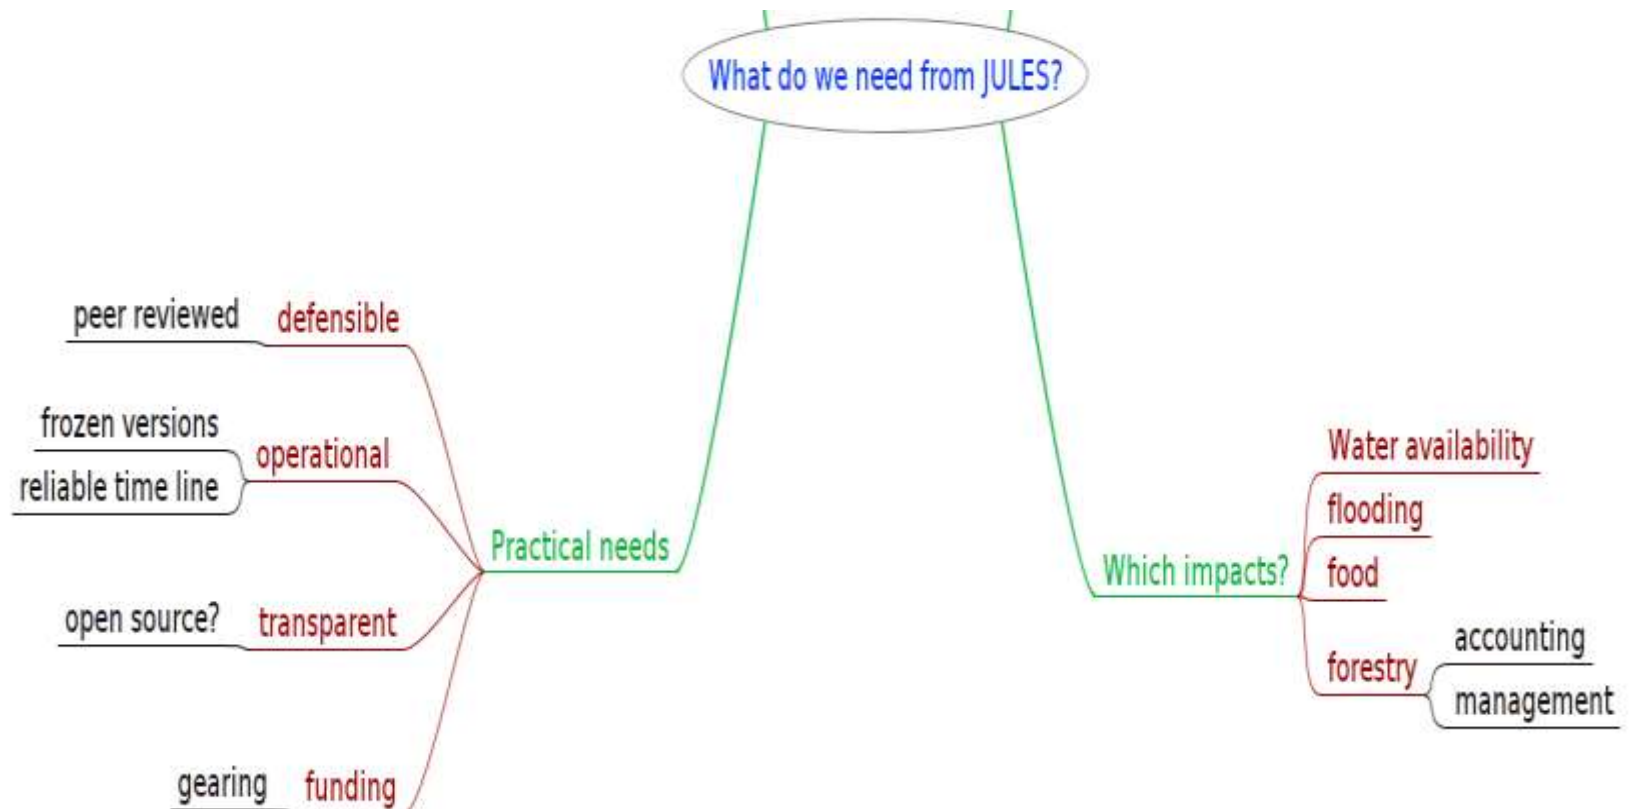 What do we need from JULES?
peer reviewed
defensible
frozen versions
operational
reliable time line
Practical needs
open source?
transparent
gearing
funding
Water availability
flooding
Which impacts?
food
accounting
forestry
management